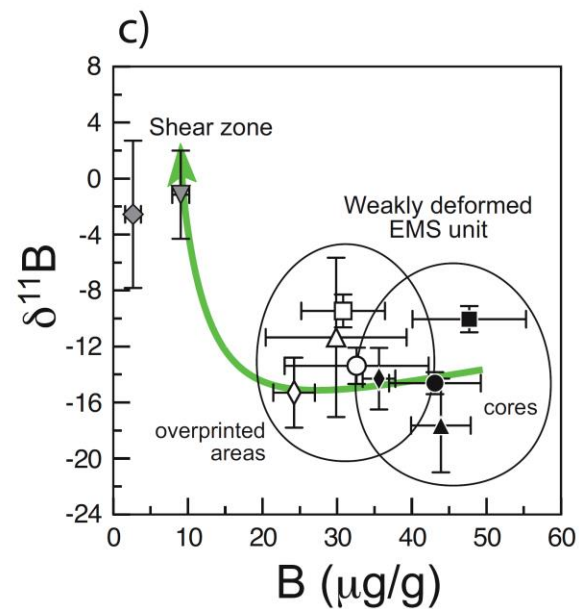 c)
8
4
0
-4
-8
-12
-16
-20
-24
δ11B
Shear zone
Weakly deformed
EMS unit
overprinted
areas
cores
0 10 20 30 40 50 60
B (μg/g)